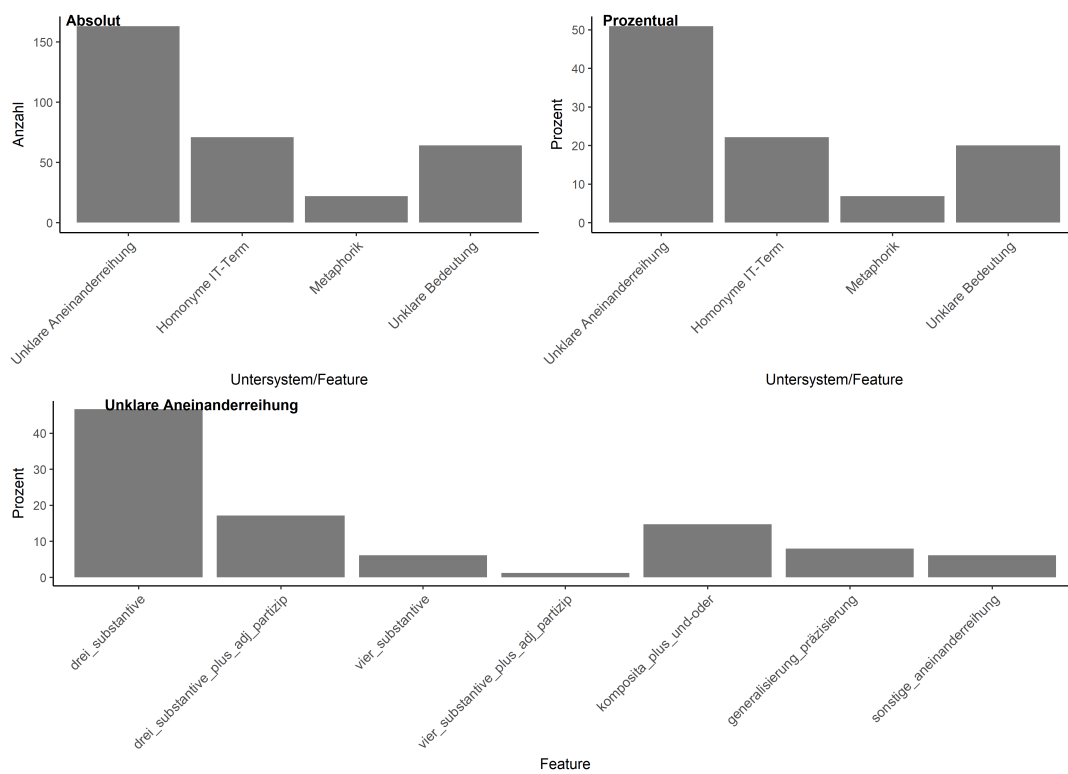 Absolut
Anzahl
150
100
50
0
Unklare Aneinanderreihung
Homonyme IT-Term
Metaphorik
Unklare Bedeutung
Untersystem/Feature
Prozentual
Prozent
50
40
30
20
10
0
Unklare Aneinanderreihung
Homonyme IT-Term
Metaphorik
Unklare Bedeutung
Untersystem/Feature
Unklare Aneinanderreihung
Prozent
40
30
20
10
0
drei_substantive
drei_substantive_plus_adj_partizip
vier_substantive
vier_substantive_plus_adj_partizip
komposita_plus_und-oder
generalisierung_präzisierung
sonstige_aneinanderreihung
Feature